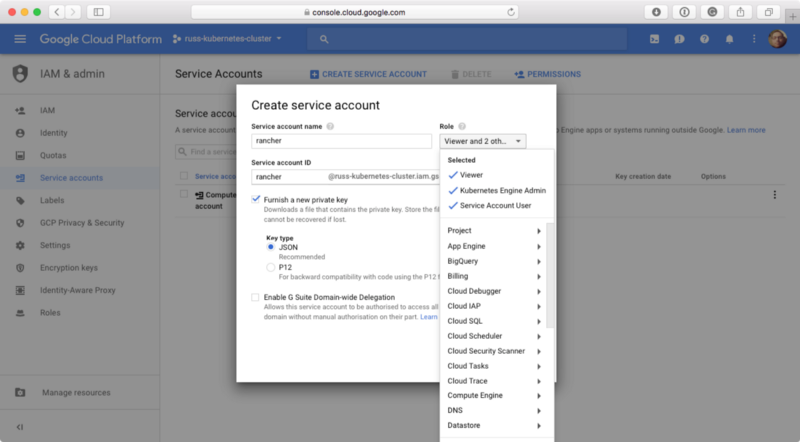 console.cloud.google.com
Google Cloud Platform
russ-kubernetes-cluster
IAM & admin
Service Accounts
CREATE SERVICE ACCOUNT
DELETE
PERMISSIONS
IAM
Identity
Quotas
Service accounts
Labels
GCP Privacy & Security
Settings
Encryption keys
Identity-Aware Proxy
Roles
Manage resources
Service accou
A service account
Engine apps or systems running outside Google. Learn more
Find a service
Service accou
Key creation date
Options
Compute
account
Create service account
Service account name
Role
rancher
Viewer and 2 oth...
Service account ID
rancher
@russ-kubernetes-cluster.iam.gs
Furnish a new private key
Downloads a file that contains the private key. Store the fil
cannot be recovered if lost.
Key type
JSON
Recommended
P12
For backward compatibility with code using the P12 f
Enable G Suite Domain-wide Delegation
Allows this service account to be authorised to access all
domain without manual authorisation on their part. Learn
Selected
Viewer
Kubernetes Engine Admin
Service Account User
Project
App Engine
BigQuery
Billing
Cloud Debugger
Cloud IAP
Cloud SQL
Cloud Scheduler
Cloud Security Scanner
Cloud Tasks
Cloud Trace
Compute Engine
DNS
Datastore